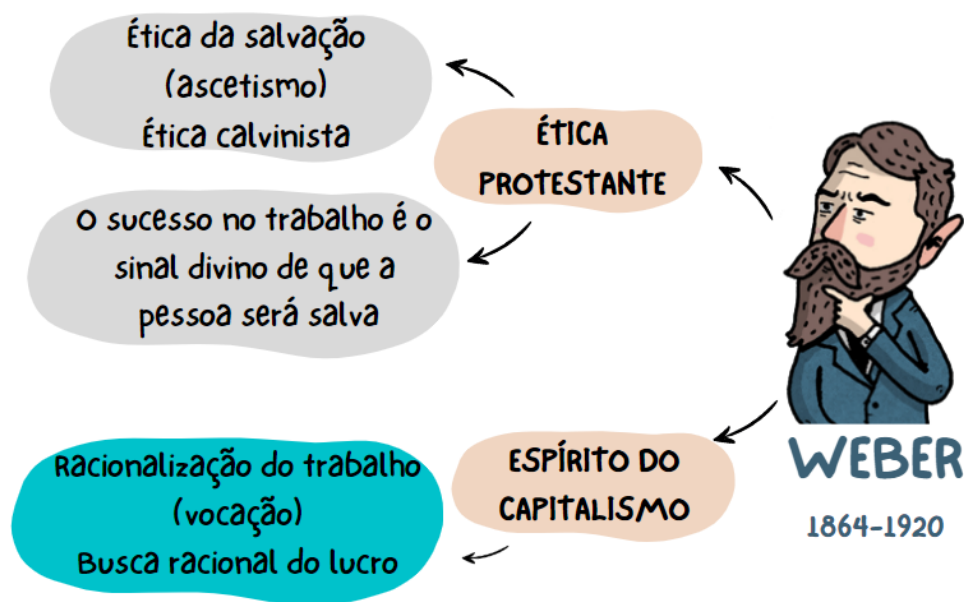 Ética da salvação
(ascetismo)
Ética calvinista
ÉTICA
PROTESTANTE
O sucesso no trabalho é o
sinal divino de que a
pessoa será salva
Racionalização do trabalho
(vocação)
Busca racional do lucro
ESPÍRITO DO
CAPITALISMO
WEBER
1864-1920